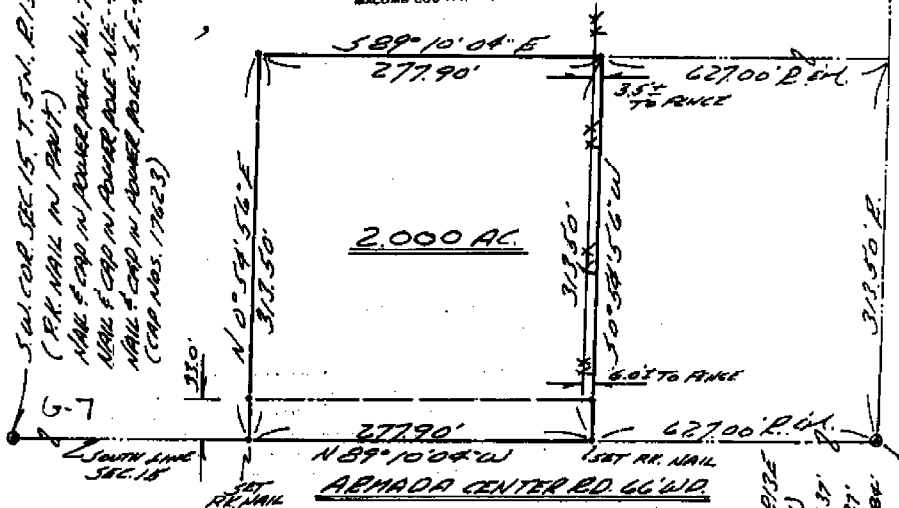 S 89° 10' 04" E
277.90'
627.00' R. &M.
3.5'±
TO FENCE
S.W. COR. SEC. 15, T. 5N., R.13
(P.K. NAIL IN PAV'T.)
NAIL & CAP IN POWER POLE - N.W. -
NAIL & CAP IN POWER POLE - N.E. -
NAIL & CAP IN POWER POLE - S.E. -
(CAP NOS. 17623)
N 0° 54' 56" E
313.50'
2.000 AC.
313.50'
S 0° 54' 56" W
313.50' R.
33.0'
6.0'± TO FENCE
G-7
277.90'
N 89° 10' 04" W
627.00' R. &M.
SOUTH LINE
SEC. 15
SET
P.K. NAIL
SET P.K. NAIL
ARMADA CENTER RD. 66' WD.
R13E
37'